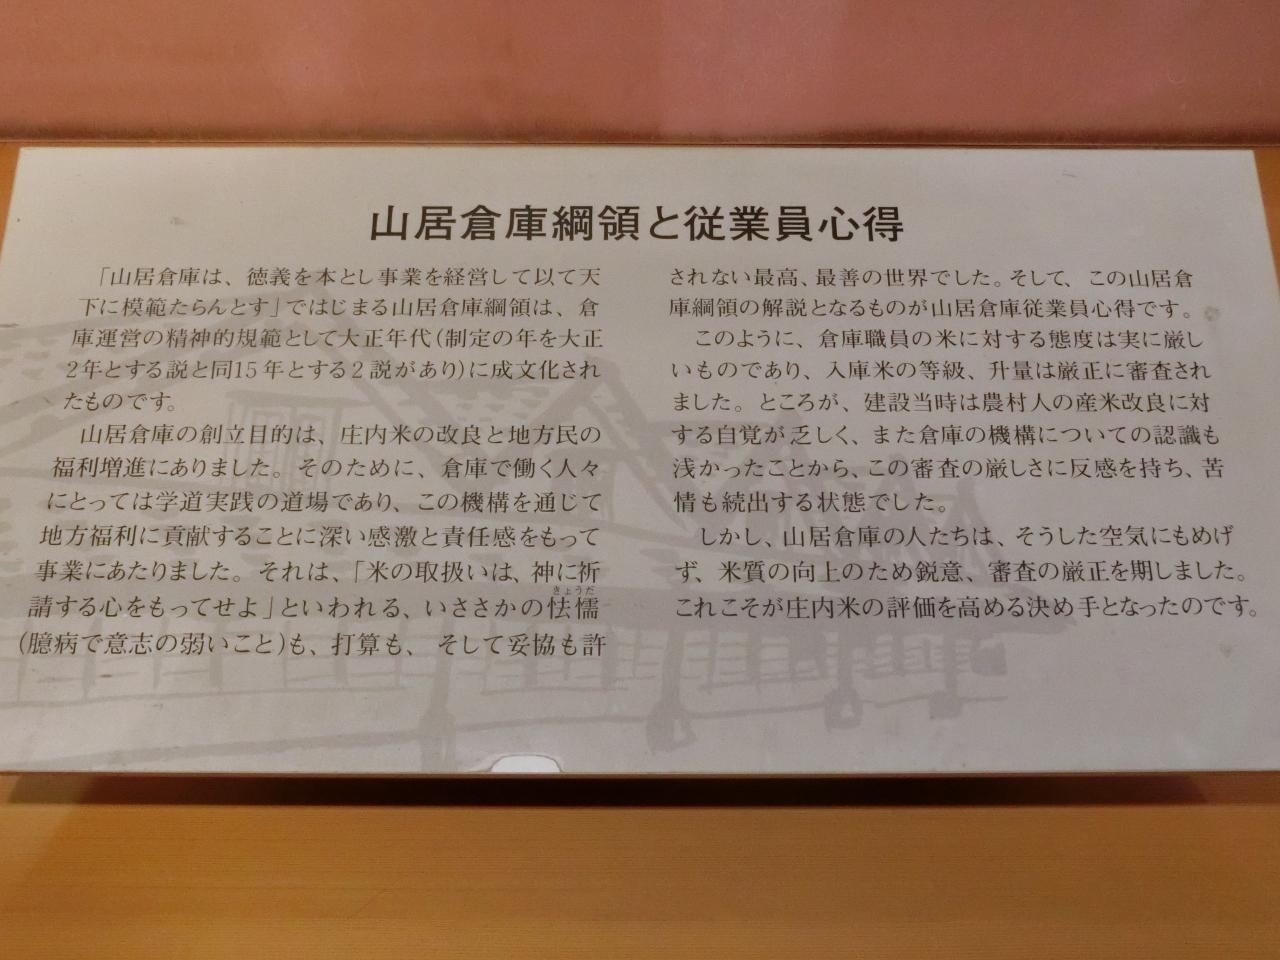 山居倉庫綱領と従業員心得
「山居倉庫は、徳義を本とし事業を経営して以て天
下に模範たらんとす」ではじまる山居倉庫綱領は、倉
庫運営の精神的規範として大正年代(制定の年を大正
2年とする説と同15年とする2説があり)に成文化され
たものです。
山居倉庫の創立目的は、庄内米の改良と地方民の
福利増進にありました。そのために、倉庫で働く人々
にとっては学道実践の道場であり、この機構を通じて
地方福利に貢献することに深い感激と責任感をもって
事業にあたりました。それは、「米の取扱いは、神に祈
請する心をもってせよ」といわれる、いささかの怯懦
きょうだ
(臆病で意志の弱いこと)も、打算も、そして妥協も許
されない最高、最善の世界でした。そして、この山居倉
庫綱領の解説となるものが山居倉庫従業員心得です。
このように、倉庫職員の米に対する態度は実に厳し
いものであり、入庫米の等級、升量は厳正に審査され
ました。ところが、建設当時は農村人の産米改良に対
する自覚が乏しく、また倉庫の機構についての認識も
浅かったことから、この審査の厳しさに反感を持ち、苦
情も続出する状態でした。
しかし、山居倉庫の人たちは、そうした空気にもめげ
ず、米質の向上のため鋭意、審査の厳正を期しました。
これこそが庄内米の評価を高める決め手となったのです。